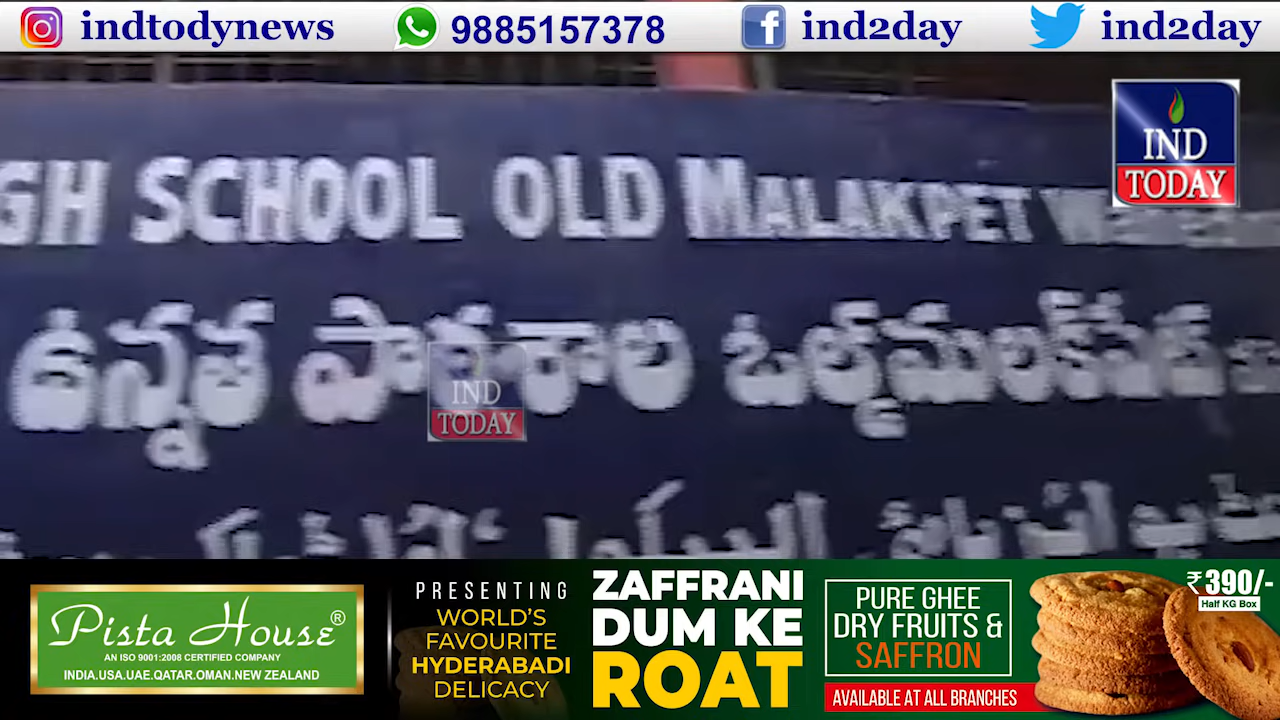 indtodynews 9885157378 ind2day ind2day
IND
TODAY
GH SCHOOL OLD MALAKPET
ఉన్నత పాఠశాల ఓల్డ్ మలక్‌పేట్
IND
TODAY
Pista House®
AN ISO 9001:2008 CERTIFIED COMPANY
INDIA.USA.UAE.QATAR.OMAN.NEW ZEALAND
PRESENTING
WORLD'S
FAVOURITE
HYDERABADI
DELICACY
ZAFFRANI
DUM KE
ROAT
PURE GHEE
DRY FRUITS &
SAFFRON
AVAILABLE AT ALL BRANCHES
₹390/-
Half KG Box